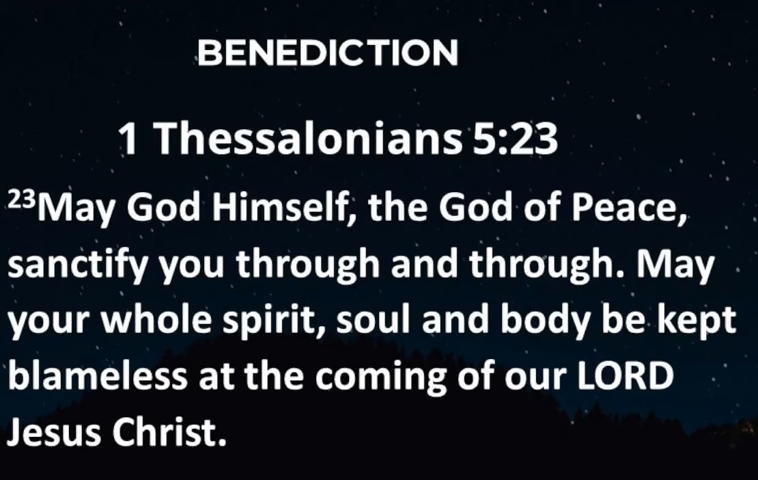 BENEDICTION
1 Thessalonians 5:23
²³May God Himself, the God of Peace,
sanctify you through and through. May
your whole spirit, soul and body be kept
blameless at the coming of our LORD
Jesus Christ.